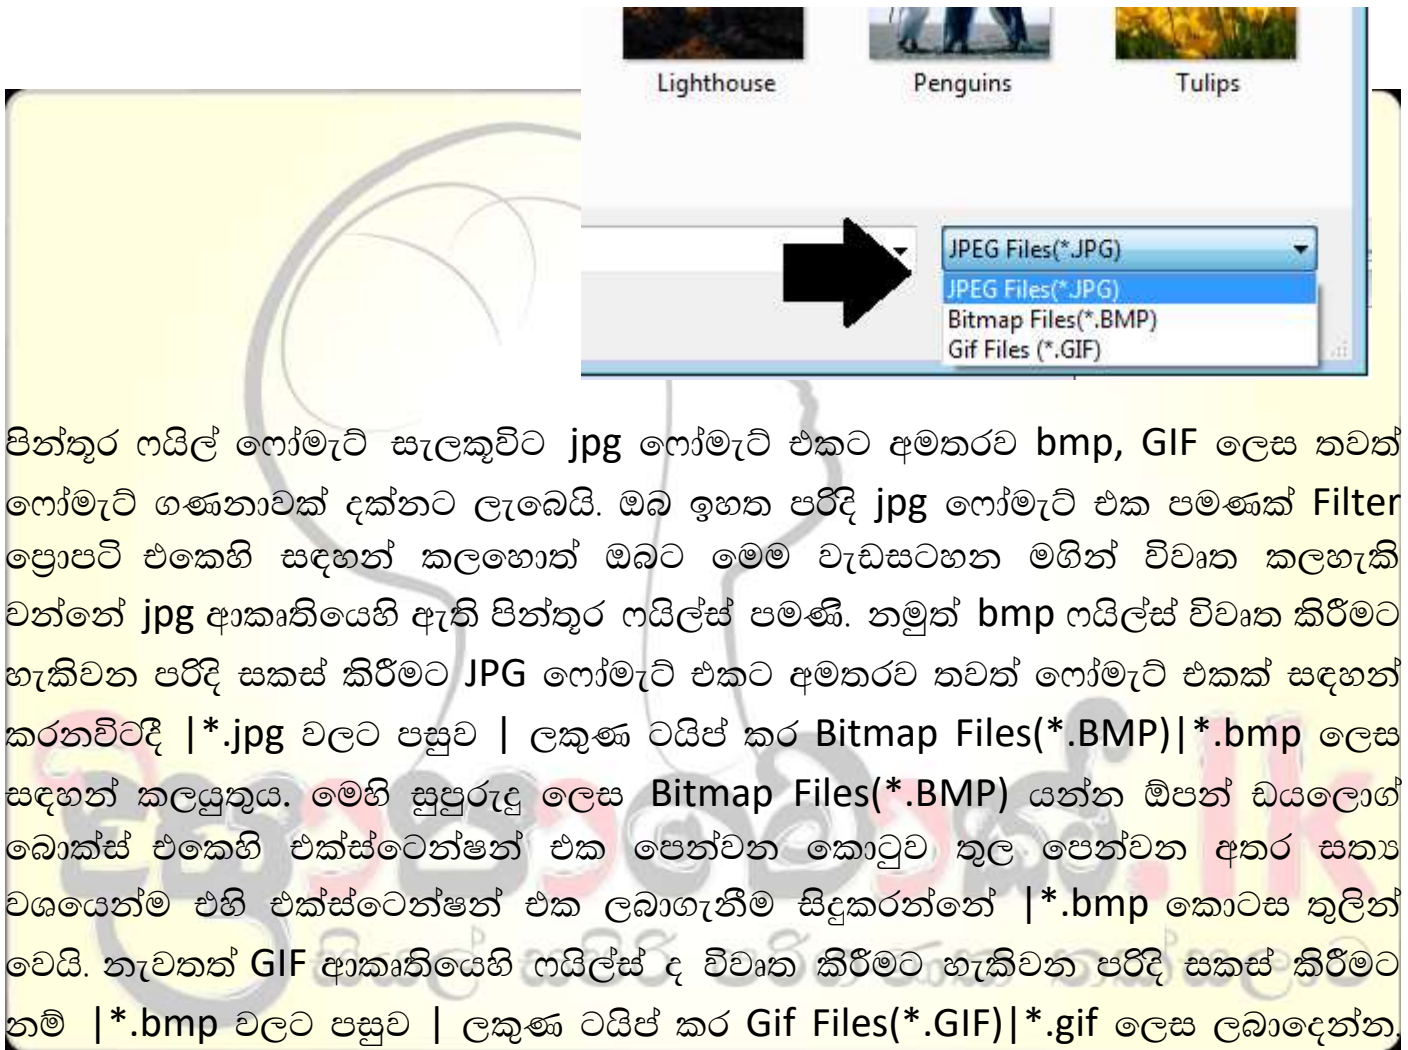 Lighthouse Penguins Tulips
JPEG Files(*.JPG)
JPEG Files(*.JPG)
Bitmap Files(*.BMP)
Gif Files (*.GIF)
පින්තූර ෆයිල් ෆෝමැට් සැලකූවිට jpg ෆෝමැට් එකට අමතරව bmp, GIF ලෙස තවත්
ෆෝමැට් ගණනාවක් දක්නට ලැබෙයි. ඔබ ඉහත පරිදි jpg ෆෝමැට් එක පමණක් Filter
ප්‍රොපටි එකෙහි සඳහන් කලහොත් ඔබට මෙම වැඩසටහන මගින් විවෘත කලහැකි
වන්නේ jpg ආකෘතියෙහි ඇති පින්තූර ෆයිල්ස් පමණි. නමුත් bmp ෆයිල්ස් විවෘත කිරීමට
හැකිවන පරිදි සකස් කිරීමට JPG ෆෝමැට් එකට අමතරව තවත් ෆෝමැට් එකක් සඳහන්
කරනවිටදී |*.jpg වලට පසුව | ලකුණ ටයිප් කර Bitmap Files(*.BMP)|*.bmp ලෙස
සඳහන් කලයුතුය. මෙහි සුපුරුදු ලෙස Bitmap Files(*.BMP) යන්න ඕපන් ඩයලොග්
බොක්ස් එකෙහි එක්ස්ටෙන්ෂන් එක පෙන්වන කොටුව තුල පෙන්වන අතර සත්‍ය
වශයෙන්ම එහි එක්ස්ටෙන්ෂන් එක ලබාගැනීම සිදුකරන්නේ |*.bmp කොටස තුලින්
වෙයි. නැවතත් GIF ආකෘතියෙහි ෆයිල්ස් ද විවෘත කිරීමට හැකිවන පරිදි සකස් කිරීමට
නම් |*.bmp වලට පසුව | ලකුණ ටයිප් කර Gif Files(*.GIF)|*.gif ලෙස ලබාදෙන්න.